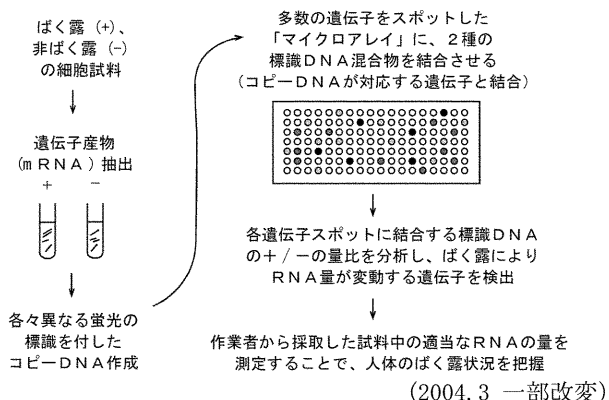 ばく露(+)、
非ばく露(−)
の細胞試料
遺伝子産物
(mRNA)抽出
+ −
各々異なる蛍光の
標識を付した
コピーDNA作成
多数の遺伝子をスポットした
「マイクロアレイ」に、2種の
標識DNA混合物を結合させる
(コピーDNAが対応する遺伝子と結合)
各遺伝子スポットに結合する標識DNA
の+/−の量比を分析し、ばく露により
RNA量が変動する遺伝子を検出
作業者から採取した試料中の適当なRNAの量を
測定することで、人体のばく露状況を把握
(2004.3 一部改変)